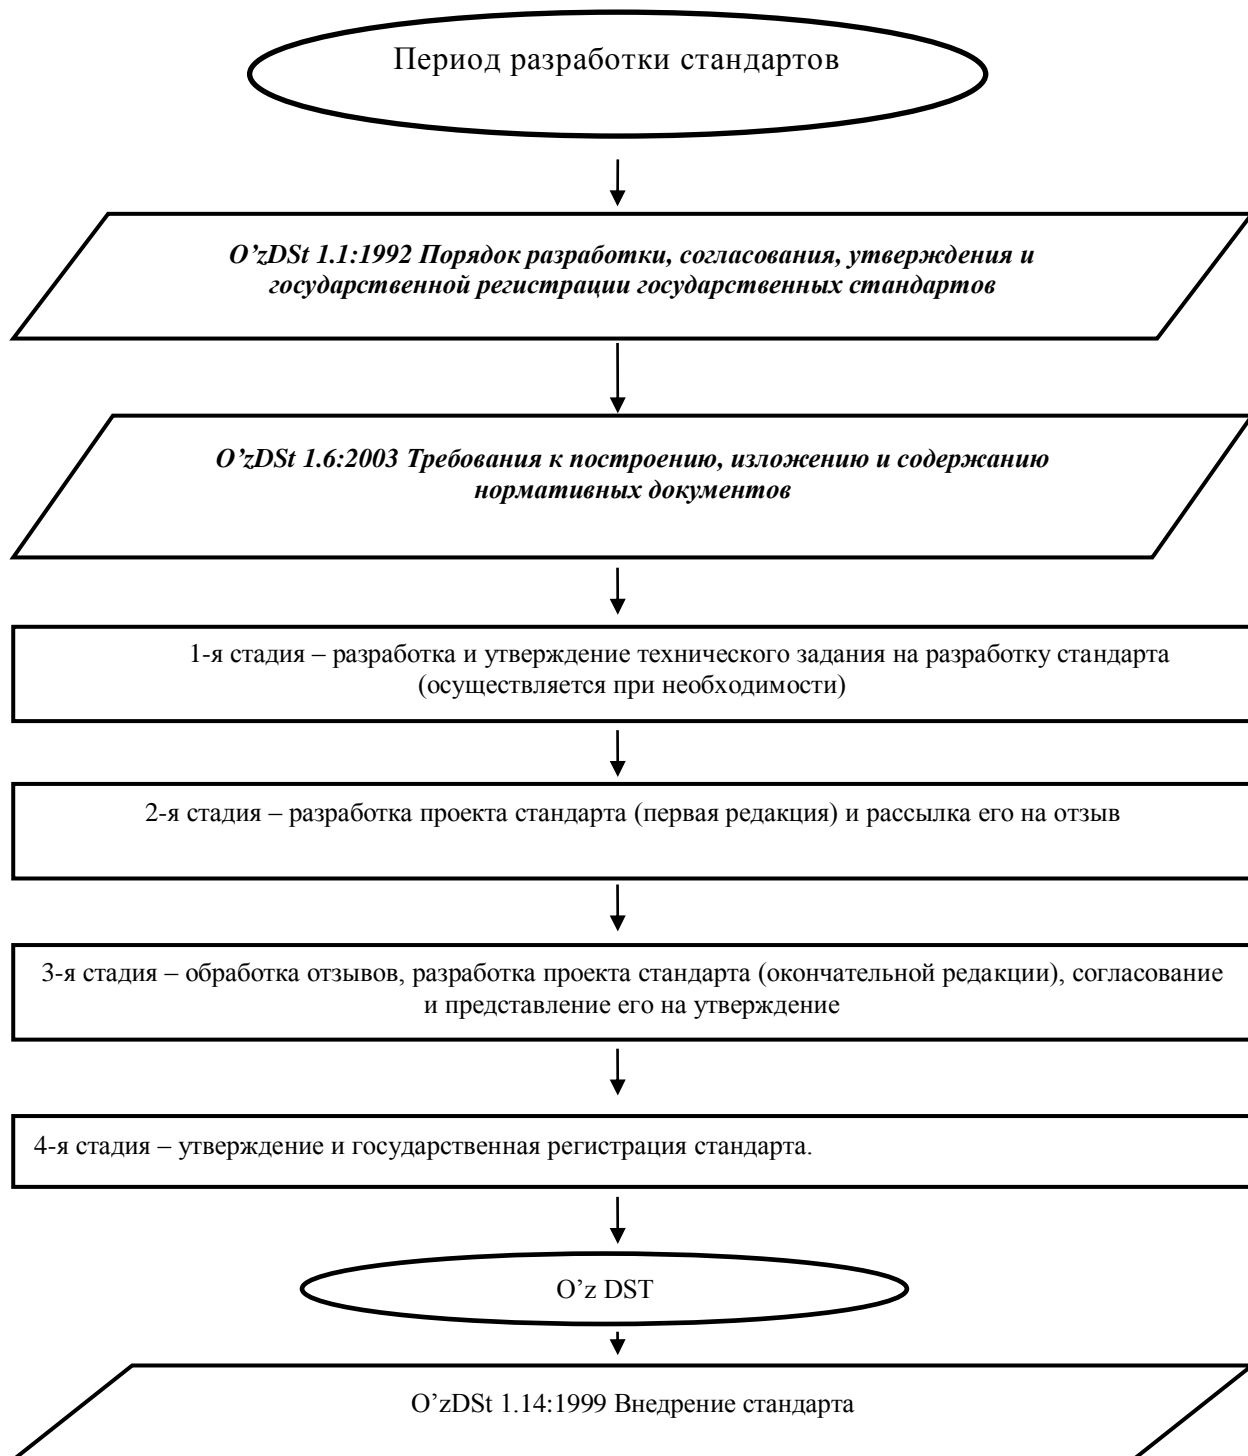 Период разработки стандартов
O’zDSt 1.1:1992 Порядок разработки, согласования, утверждения и
государственной регистрации государственных стандартов
O’zDSt 1.6:2003 Требования к построению, изложению и содержанию
нормативных документов
1-я стадия – разработка и утверждение технического задания на разработку стандарта
(осуществляется при необходимости)
2-я стадия – разработка проекта стандарта (первая редакция) и рассылка его на отзыв
3-я стадия – обработка отзывов, разработка проекта стандарта (окончательной редакции), согласование
и представление его на утверждение
4-я стадия – утверждение и государственная регистрация стандарта.
O’z DST
O’zDSt 1.14:1999 Внедрение стандарта